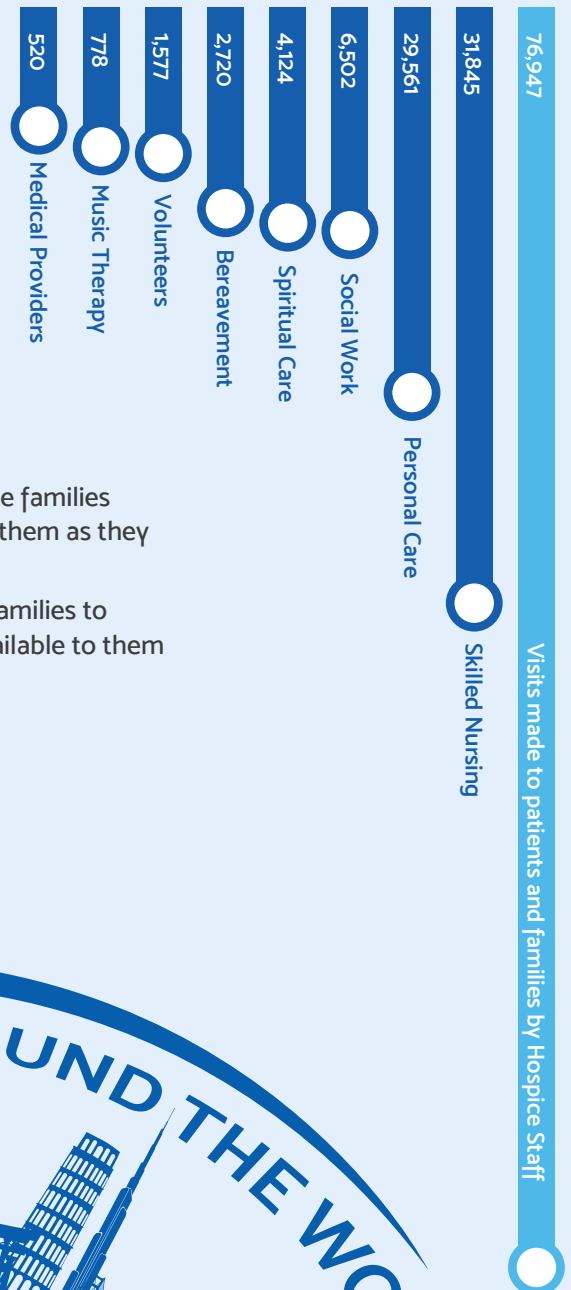 76,947 Visits made to patients and families by Hospice Staff
31,845 Skilled Nursing
29,561 Personal Care
6,502 Social Work
4,124 Spiritual Care
2,720 Bereavement
1,577 Volunteers
778 Music Therapy
520 Medical Providers
e families
them as they
amilies to
ailable to them
UND THE WO